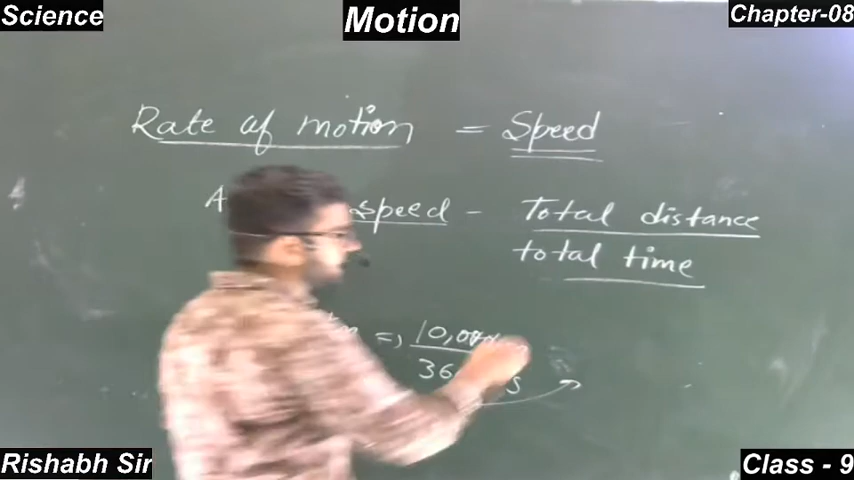 Science
Motion
Chapter-08
Rate of motion = Speed
speed - Total distance
total time
Rishabh Sir
Class - 9